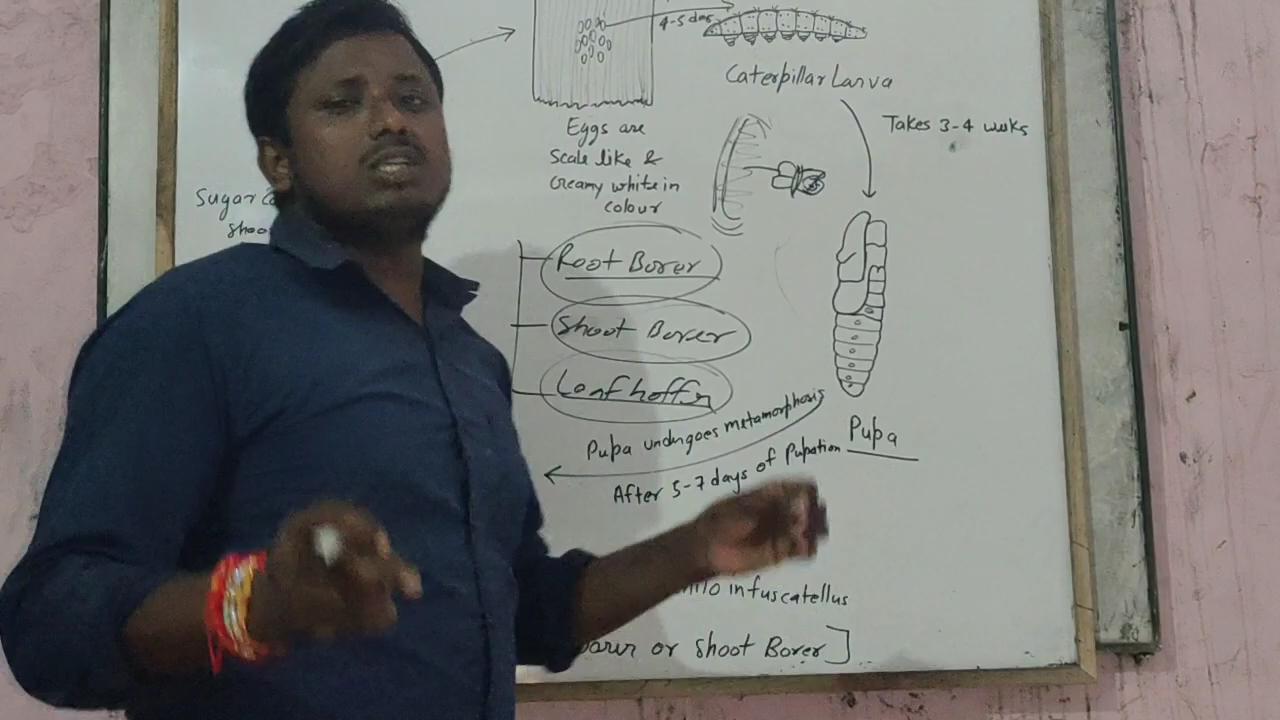 4-5 days
Caterpillar Larva
Takes 3-4 weeks
Eggs are
Scale like &
Creamy white in
colour
Sugar
shoo
Root Borer
Shoot Borer
Leaf hoffer
Pupa undergoes metamorphosis
After 5-7 days of Pupation
Pupa
infuscatellus
or shoot Borer]